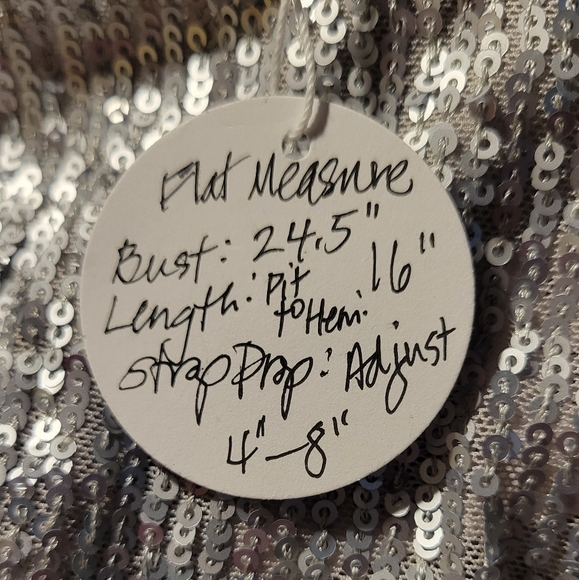 Flat Measure
Bust: 24.5"
Length: Pit to Hem: 16"
Strap Drop: Adjust
4"-8"